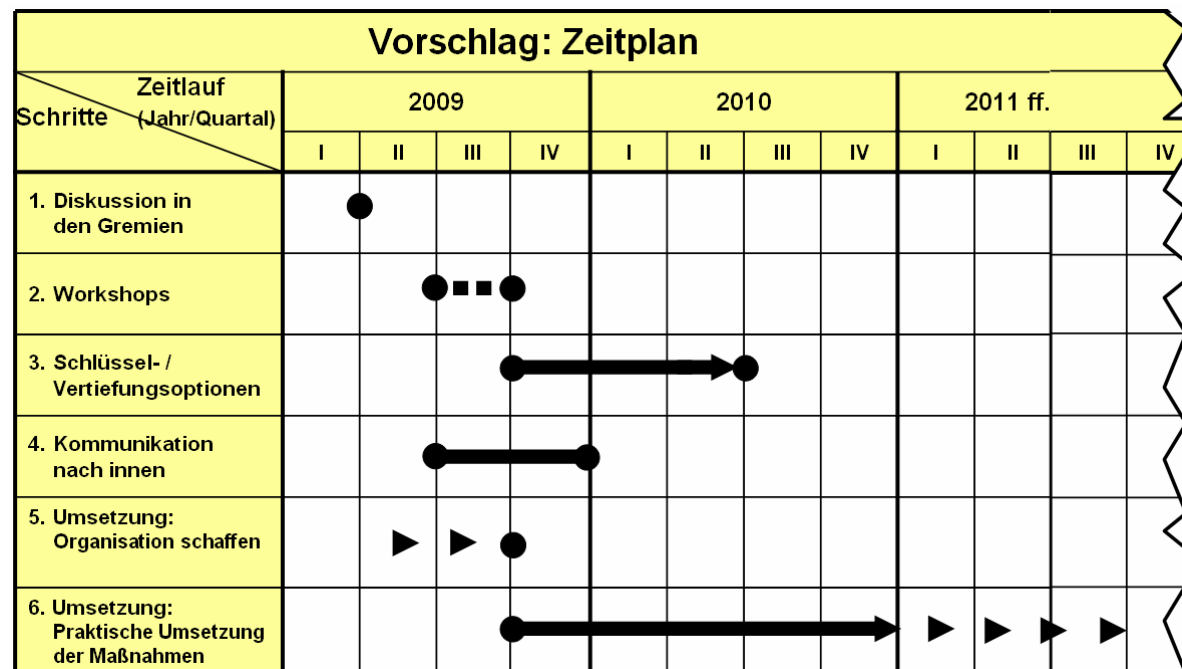 Vorschlag: Zeitplan
Zeitlauf
Schritte (Jahr/Quartal)
2009 2010 2011 ff.
I II III IV I II III IV I II III IV
1. Diskussion in
den Gremien
2. Workshops
3. Schlüssel- /
Vertiefungsoptionen
4. Kommunikation
nach innen
5. Umsetzung:
Organisation schaffen
6. Umsetzung:
Praktische Umsetzung
der Maßnahmen